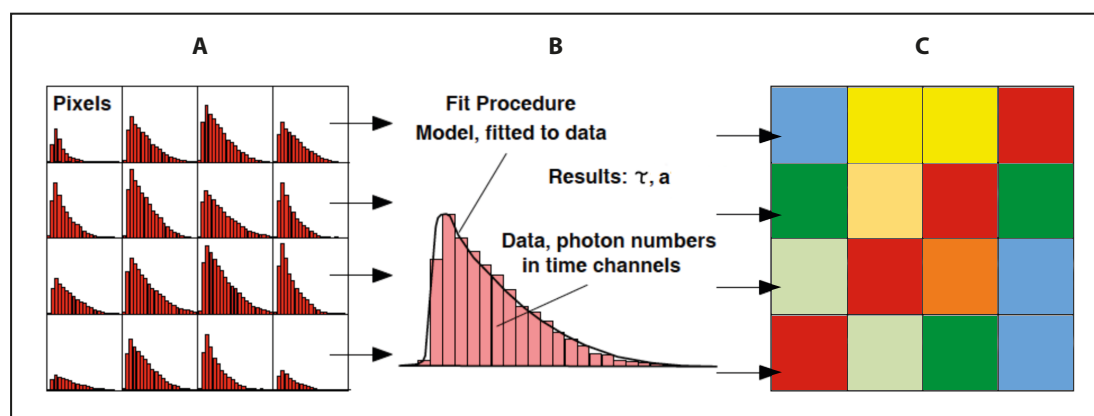 A
B
C
Pixels
Fit Procedure
Model, fitted to data
Results: τ, a
Data, photon numbers
in time channels